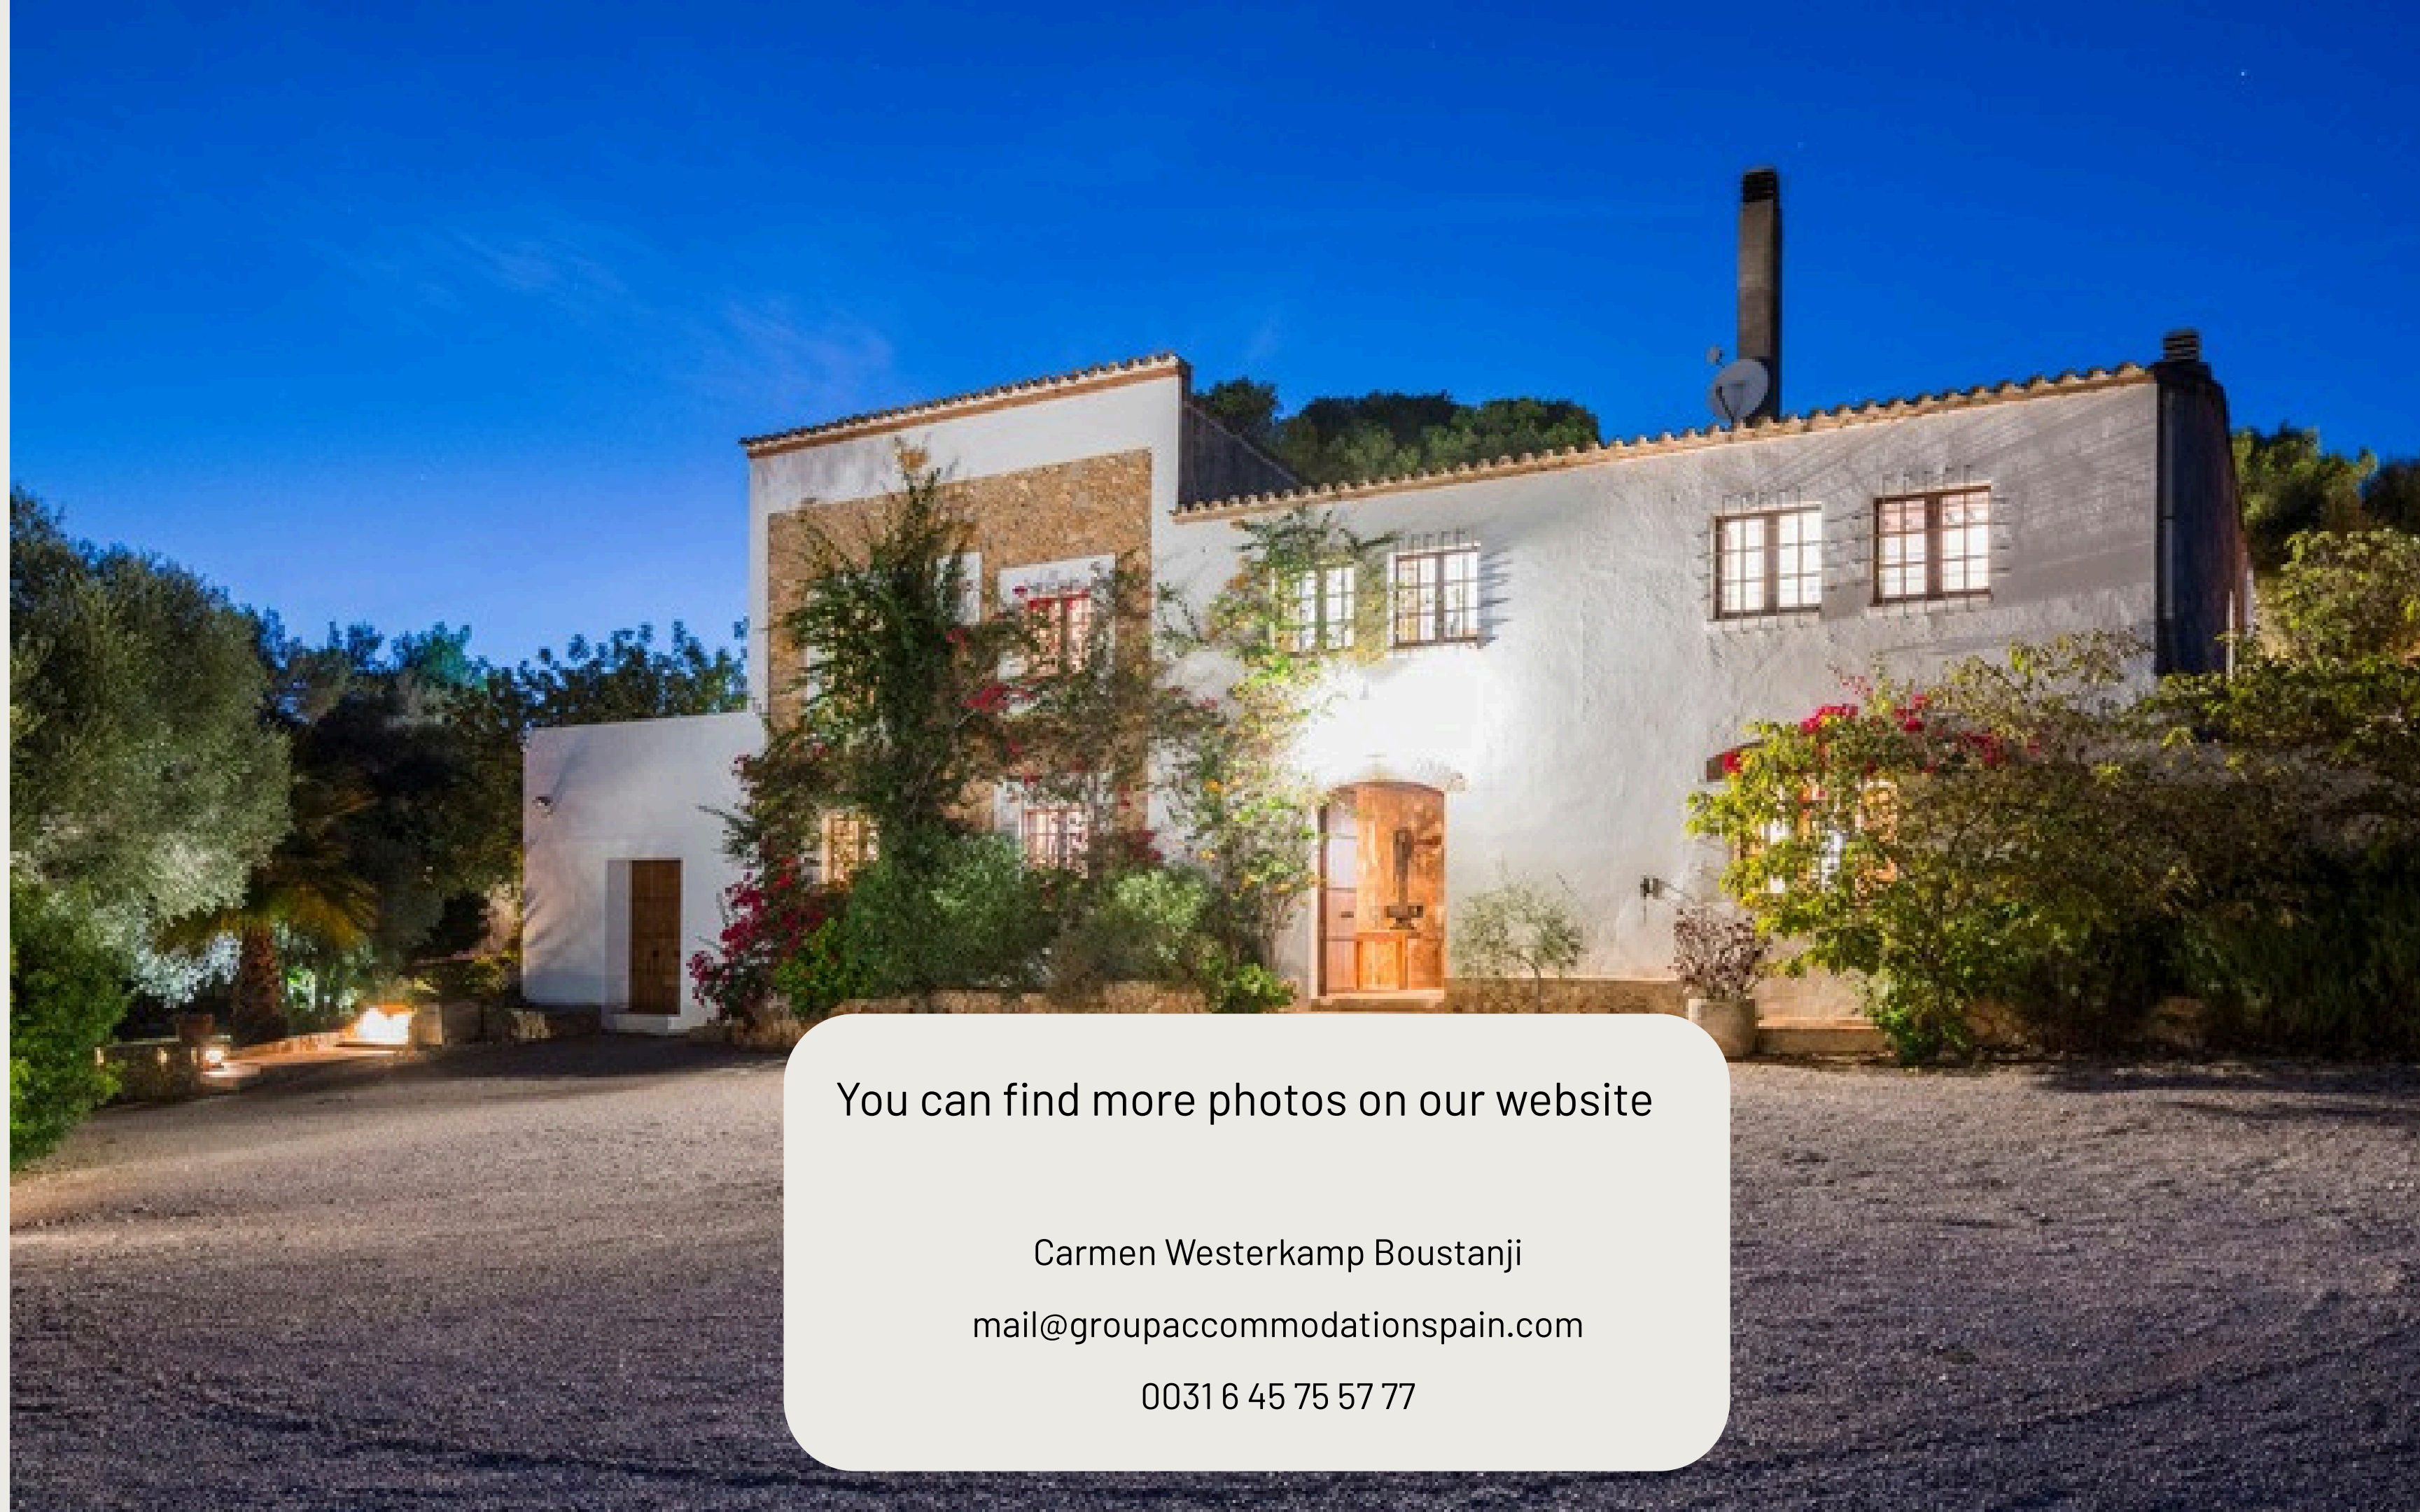 You can find more photos on our website
Carmen Westerkamp Boustanji
mail@groupaccommodationspain.com
0031 6 45 75 57 77